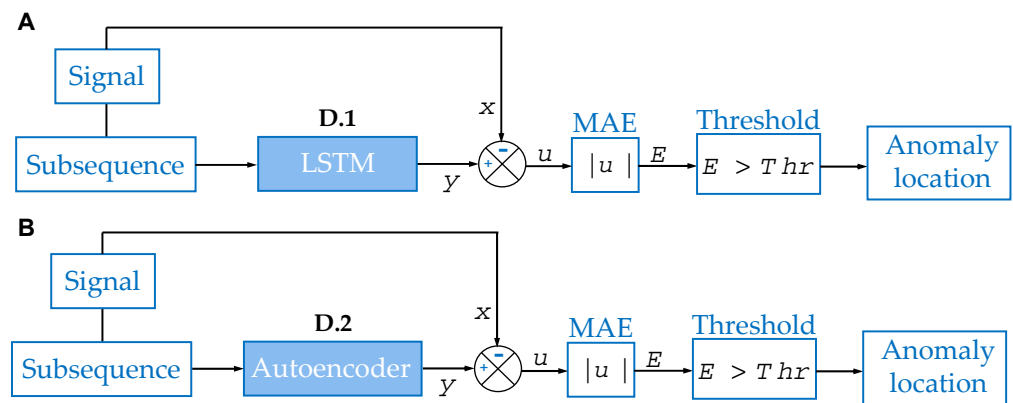 A
Signal
x
D.1
MAE
Threshold
Subsequence
LSTM
y
+
-
u
|u |
E
E > Thr
Anomaly
location
B
Signal
x
D.2
MAE
Threshold
Subsequence
Autoencoder
y
+
-
u
|u |
E
E > Thr
Anomaly
location